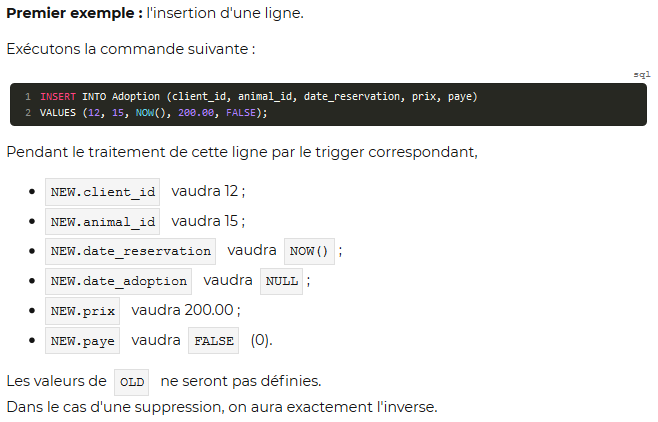 Premier exemple : l'insertion d'une ligne.
Exécutons la commande suivante :
sql
1 INSERT INTO Adoption (client_id, animal_id, date_reservation, prix, paye)
2 VALUES (12, 15, NOW(), 200.00, FALSE);
Pendant le traitement de cette ligne par le trigger correspondant,
• NEW.client_id vaudra 12 ;
• NEW.animal_id vaudra 15 ;
• NEW.date_reservation vaudra NOW() ;
• NEW.date_adoption vaudra NULL ;
• NEW.prix vaudra 200.00 ;
• NEW.paye vaudra FALSE (0).
Les valeurs de OLD ne seront pas définies.
Dans le cas d'une suppression, on aura exactement l'inverse.